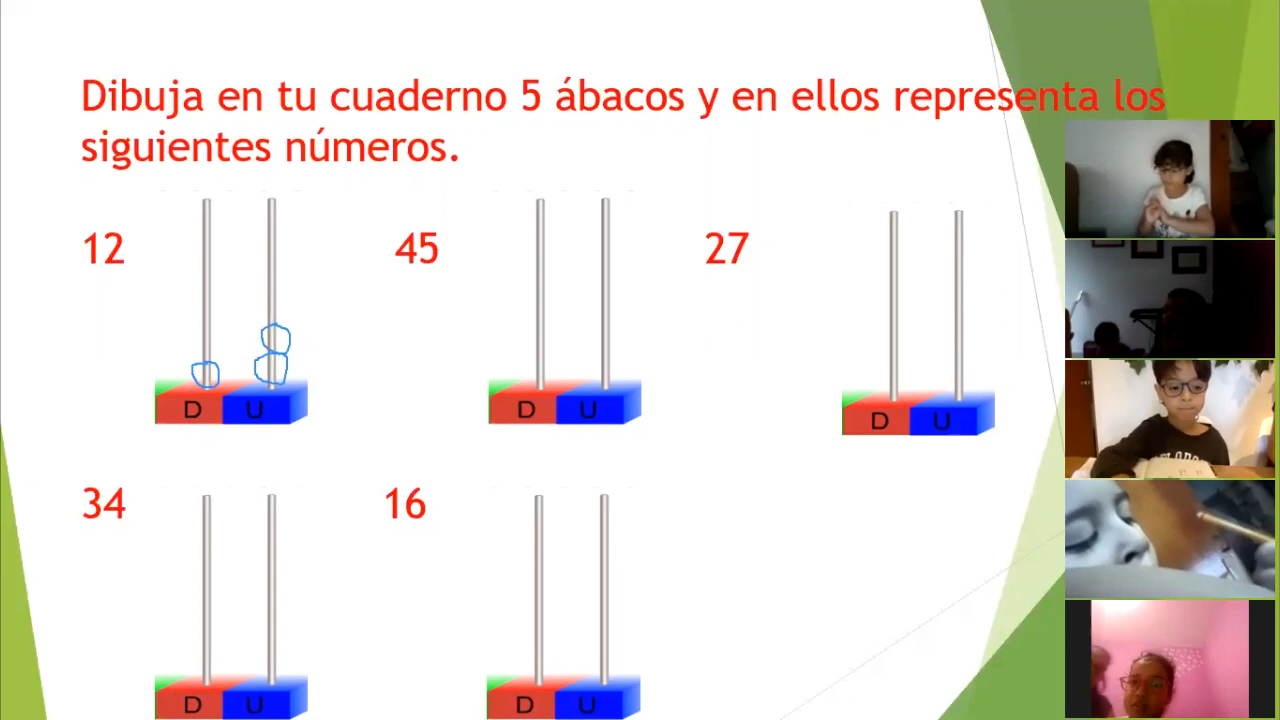 Dibuja en tu cuaderno 5 ábacos y en ellos representa los
siguientes números.
12
45
27
D U
D U
D U
34
16
D U
D U